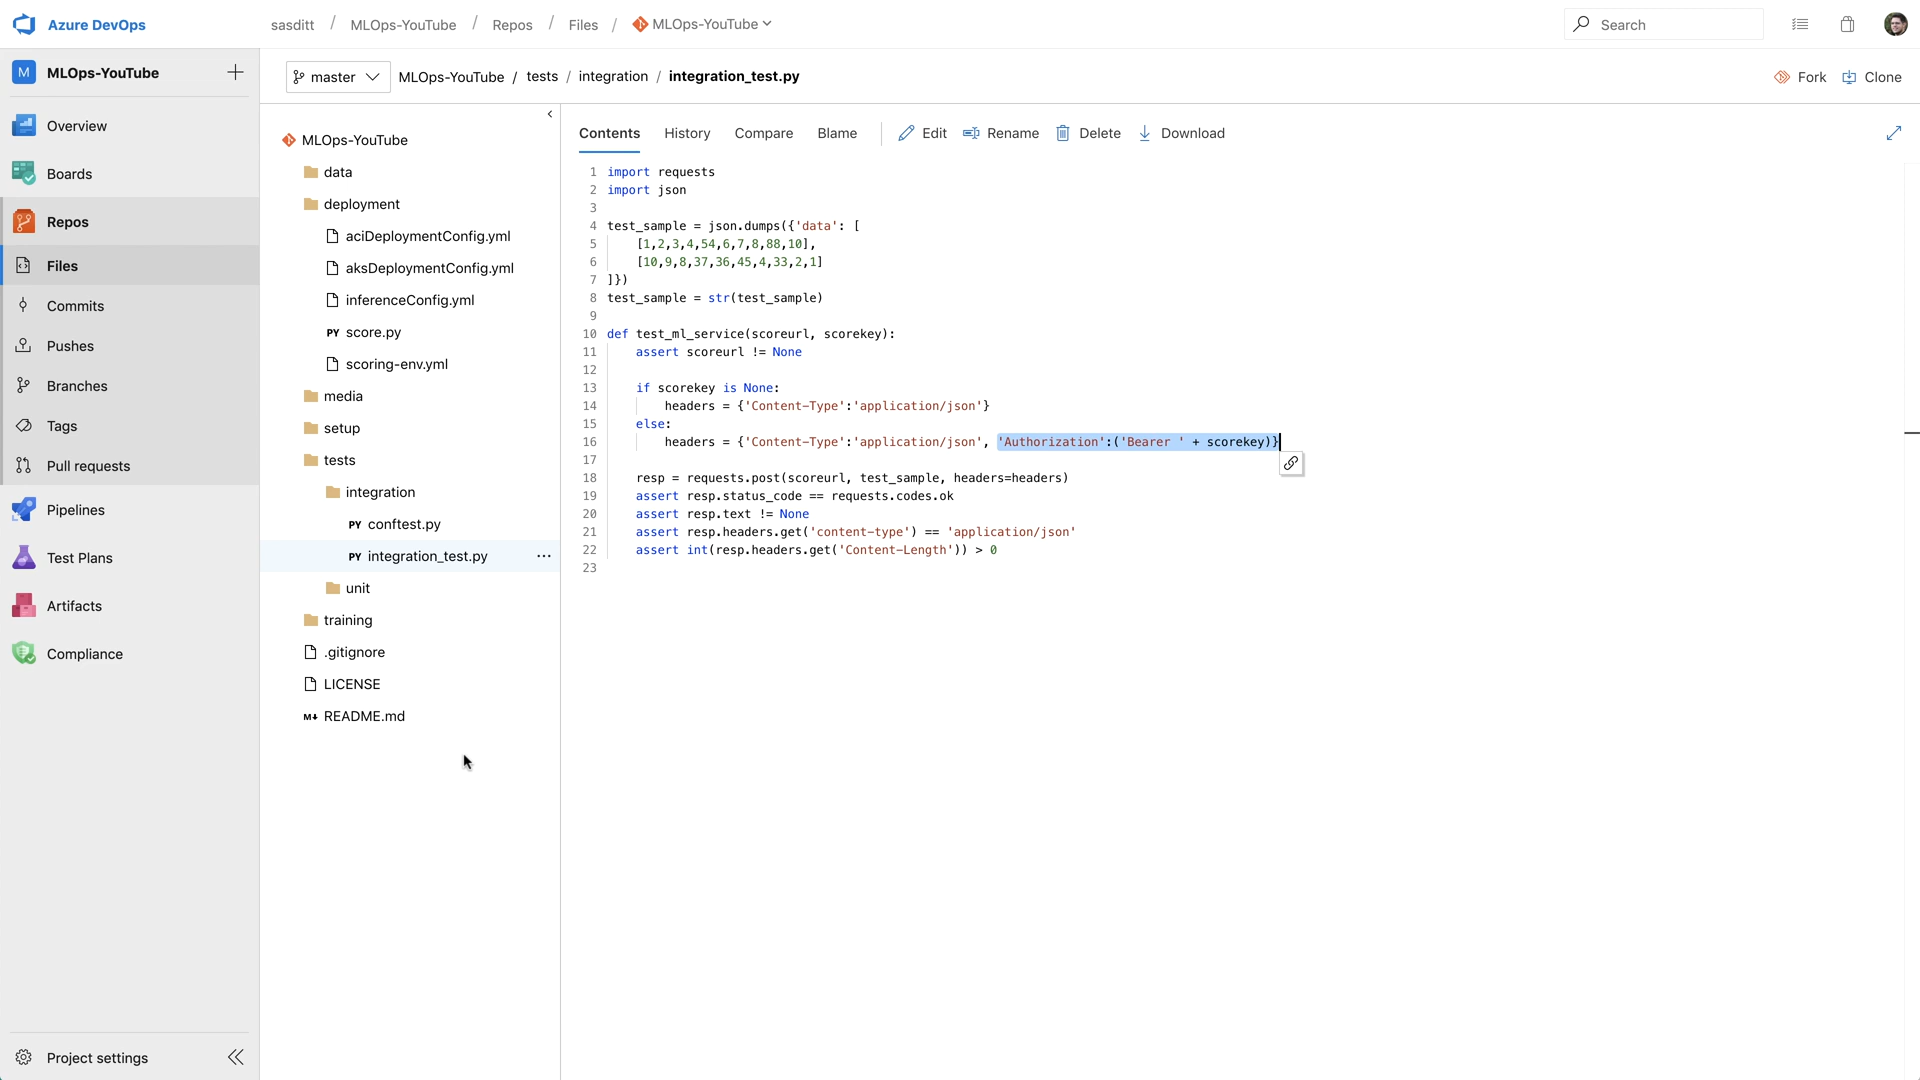 Azure DevOps
sasditt / MLOps-YouTube / Repos / Files / MLOps-YouTube
Search
M MLOps-YouTube
Overview
Boards
Repos
Files
Commits
Pushes
Branches
Tags
Pull requests
Pipelines
Test Plans
Artifacts
Compliance
Project settings
master MLOps-YouTube / tests / integration / integration_test.py
Fork Clone
MLOps-YouTube
data
deployment
aciDeploymentConfig.yml
aksDeploymentConfig.yml
inferenceConfig.yml
PY score.py
scoring-env.yml
media
setup
tests
integration
PY conftest.py
PY integration_test.py
unit
training
.gitignore
LICENSE
M↓ README.md
Contents History Compare Blame Edit Rename Delete Download
1 import requests
2 import json
3
4 test_sample = json.dumps({'data': [
5     [1,2,3,4,54,6,7,8,88,10],
6     [10,9,8,37,36,45,4,33,2,1]
7 ]})
8 test_sample = str(test_sample)
9
10 def test_ml_service(scoreurl, scorekey):
11     assert scoreurl != None
12
13     if scorekey is None:
14         headers = {'Content-Type':'application/json'}
15     else:
16         headers = {'Content-Type':'application/json', 'Authorization':('Bearer ' + scorekey)}
17
18     resp = requests.post(scoreurl, test_sample, headers=headers)
19     assert resp.status_code == requests.codes.ok
20     assert resp.text != None
21     assert resp.headers.get('content-type') == 'application/json'
22     assert int(resp.headers.get('Content-Length')) > 0
23